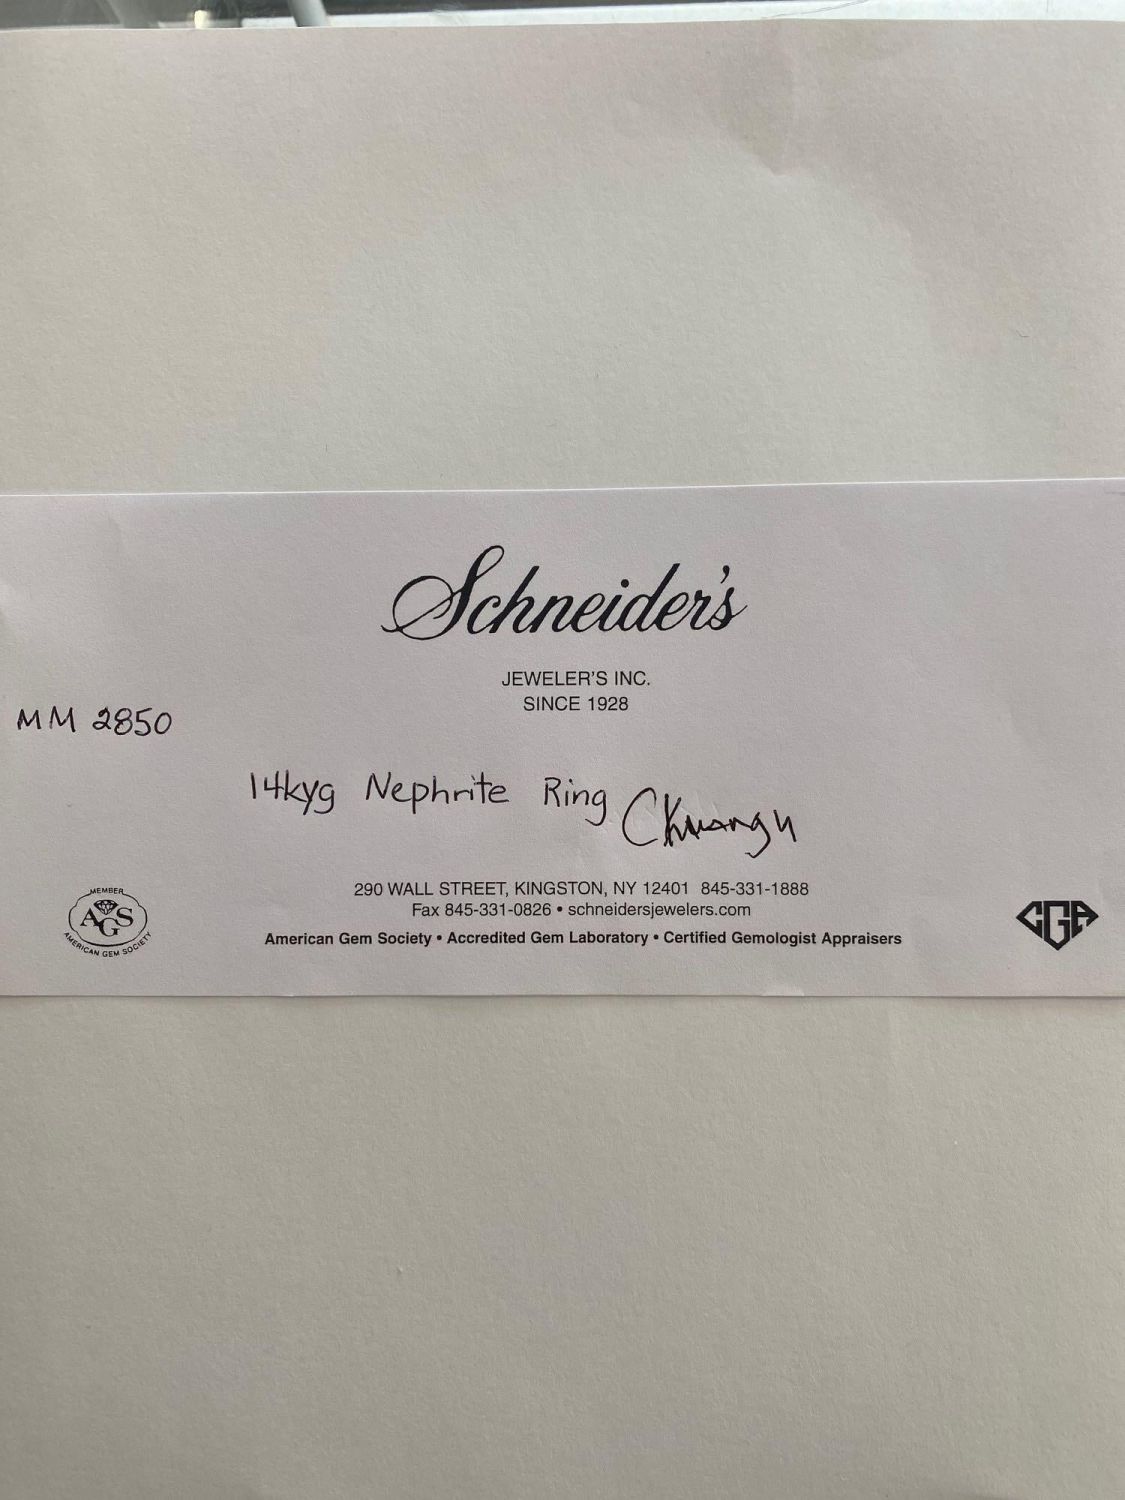 Schneider's
JEWELER'S INC.
SINCE 1928
MM 2850
14kyg Nephrite Ring
290 WALL STREET, KINGSTON, NY 12401 845-331-1888
Fax 845-331-0826 • schneidersjewelers.com
American Gem Society • Accredited Gem Laboratory • Certified Gemologist Appraisers
MEMBER
AGS
AMERICAN GEM SOCIETY
CGA